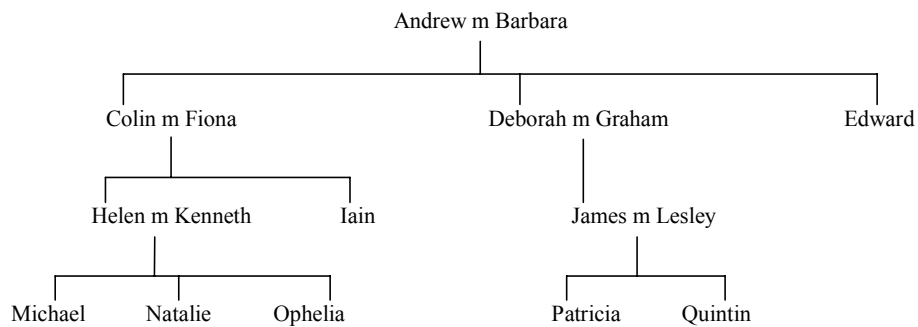 Andrew m Barbara
Colin m Fiona Deborah m Graham Edward
Helen m Kenneth Iain James m Lesley
Michael Natalie Ophelia Patricia Quintin